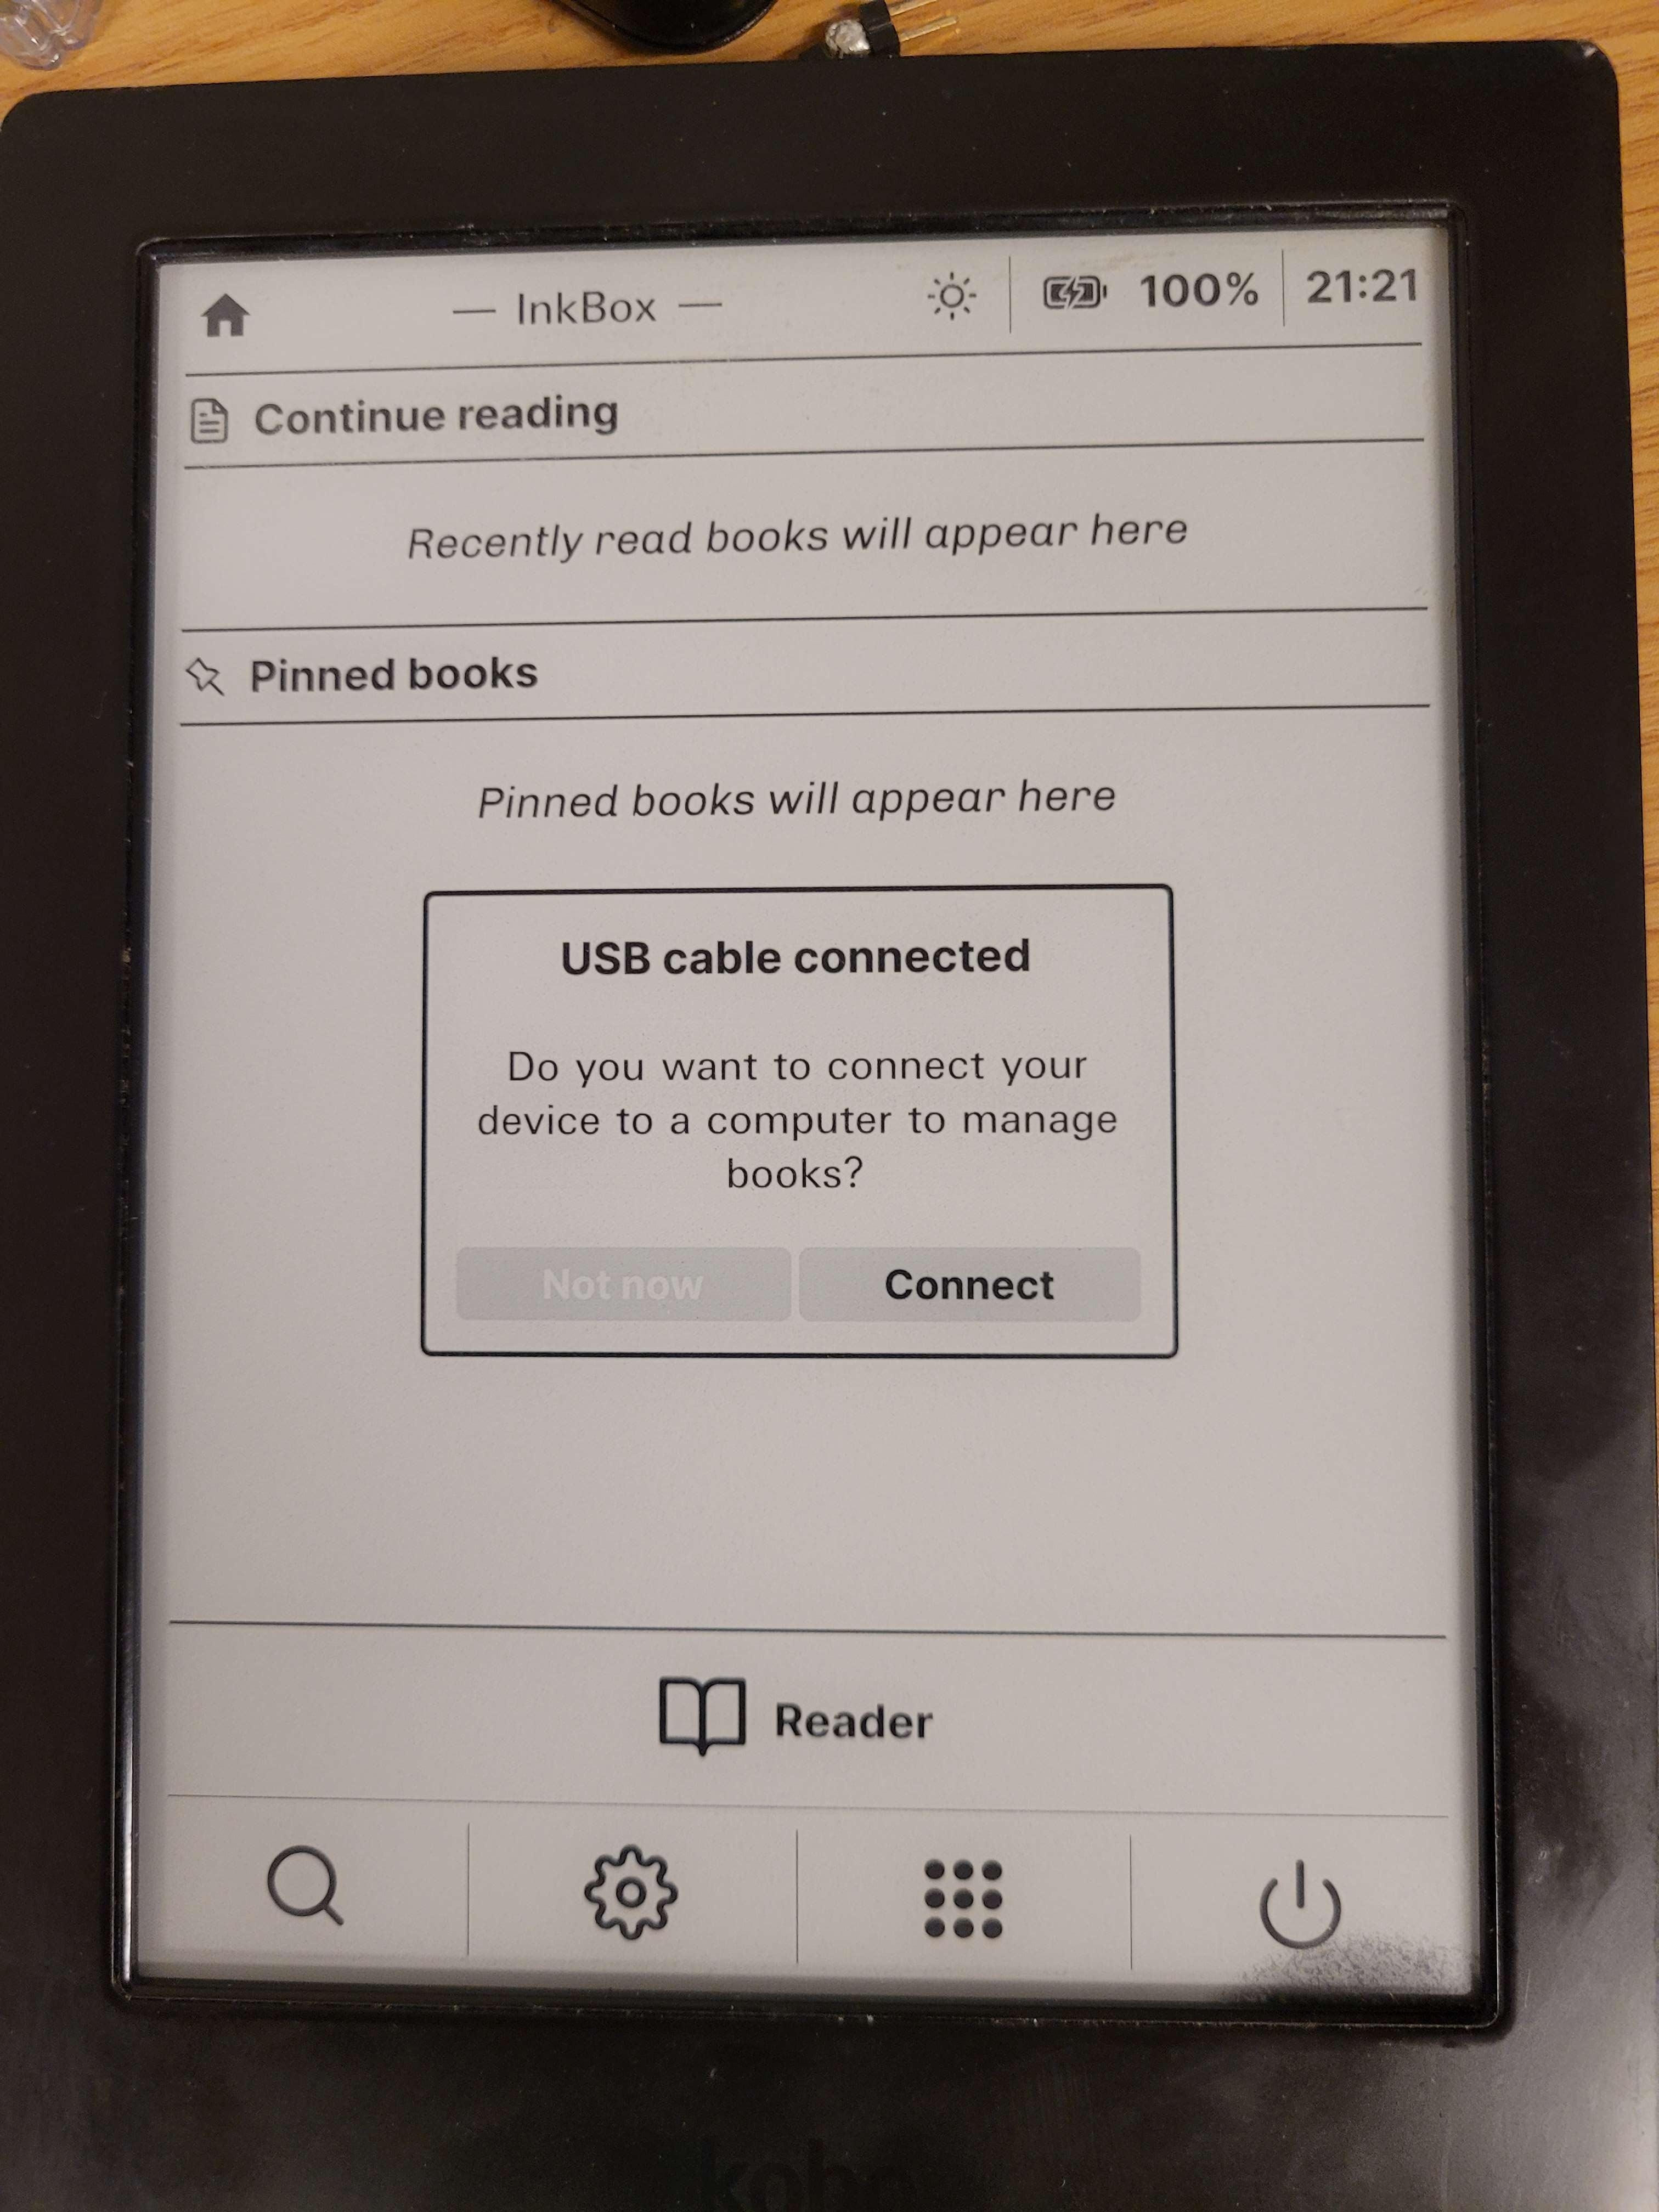 — InkBox —
100%
21:21
Continue reading
Recently read books will appear here
Pinned books
Pinned books will appear here
USB cable connected
Do you want to connect your
device to a computer to manage
books?
Not now
Connect
Reader
kobo